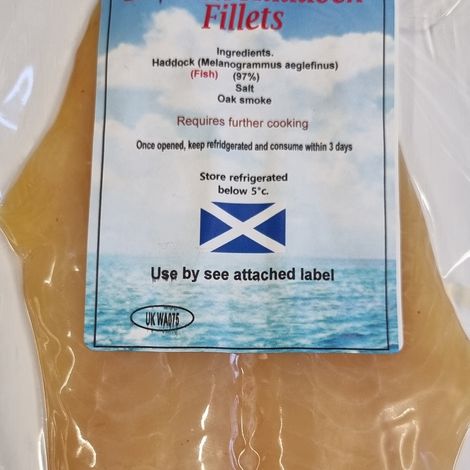 Fillets
Ingredients.
Haddock (Melanogrammus aeglefinus)
(Fish) (97%)
Salt
Oak smoke
Requires further cooking
Once opened, keep refridgerated and consume within 3 days
Store refrigerated
below 5°c.
Use by see attached label
UK WA075